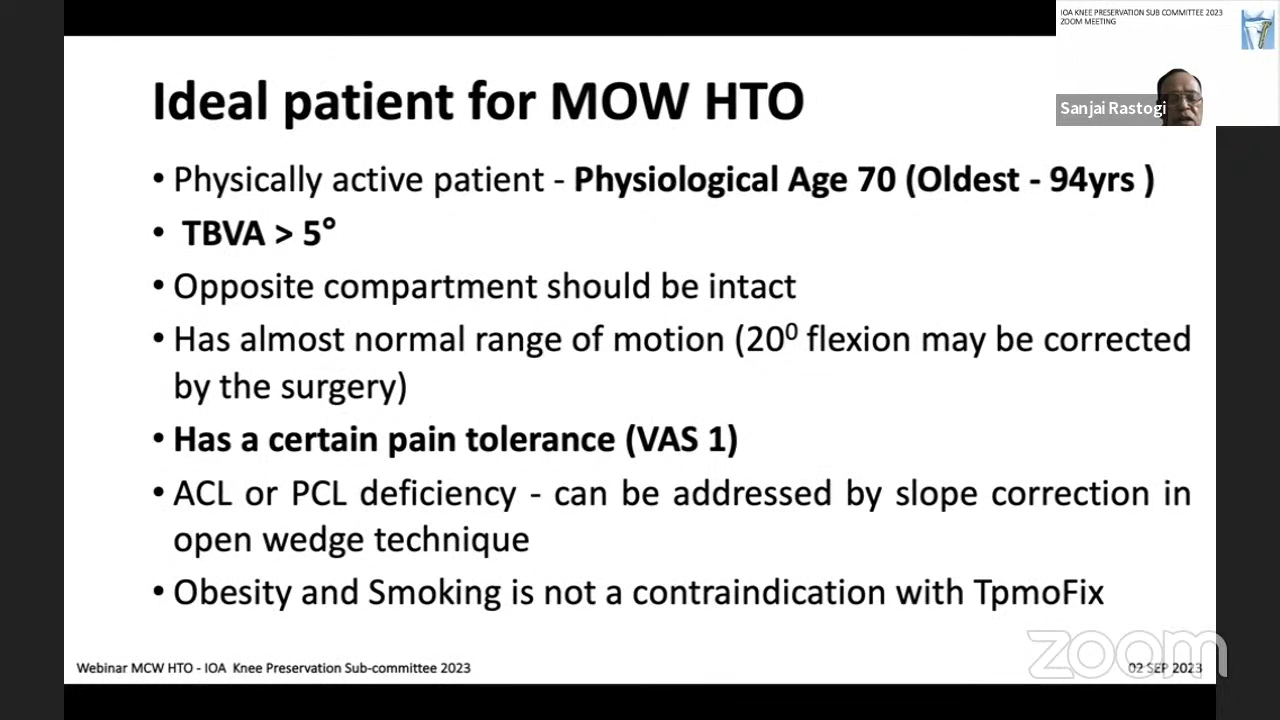 IOA KNEE PRESERVATION SUB COMMITTEE 2023
ZOOM MEETING
Sanjai Rastogi
Ideal patient for MOW HTO
• Physically active patient - Physiological Age 70 (Oldest - 94yrs )
• TBVA > 5°
• Opposite compartment should be intact
• Has almost normal range of motion (20⁰ flexion may be corrected
by the surgery)
• Has a certain pain tolerance (VAS 1)
• ACL or PCL deficiency - can be addressed by slope correction in
open wedge technique
• Obesity and Smoking is not a contraindication with TpmoFix
Webinar MCW HTO - IOA Knee Preservation Sub-committee 2023
02 SEP 2023
zoom